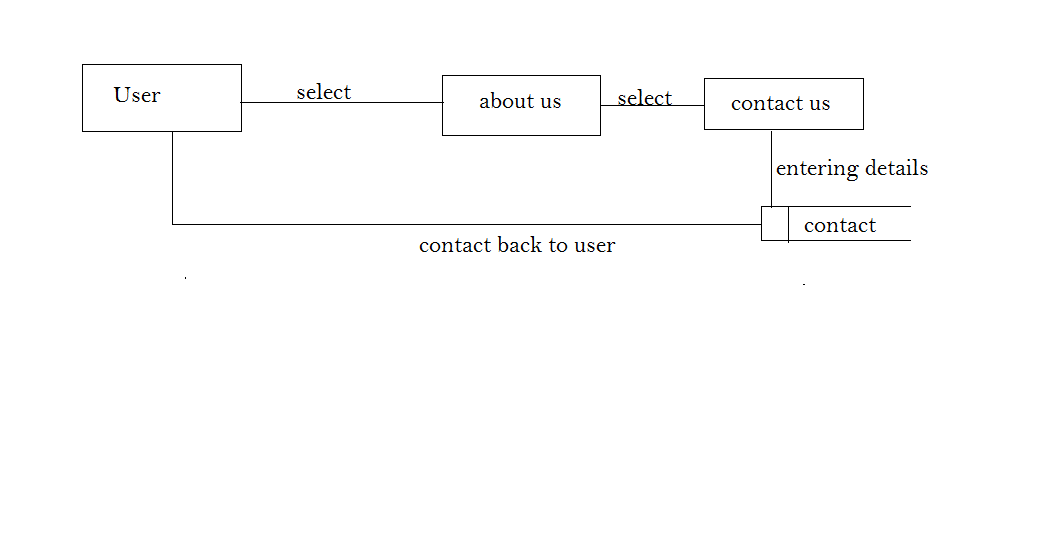 User
select
about us
select
contact us
entering details
contact
contact back to user